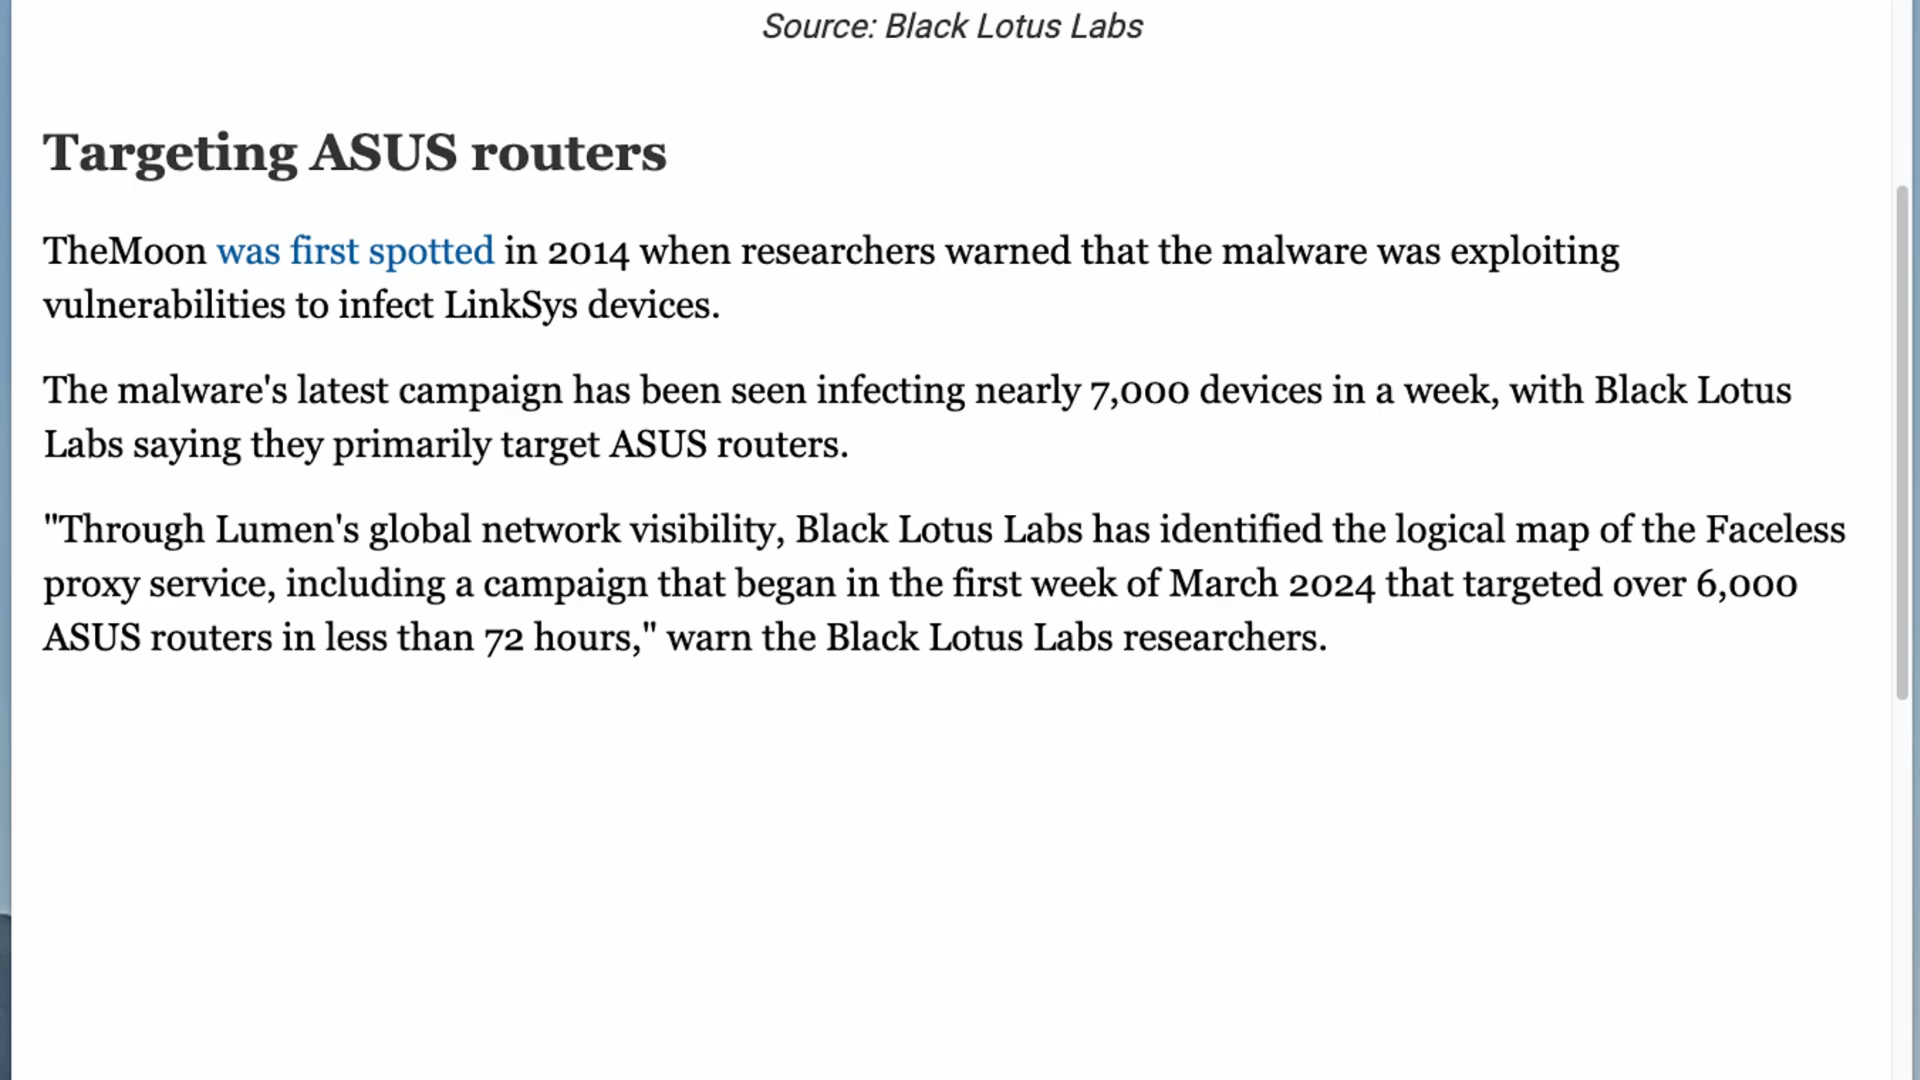 Source: Black Lotus Labs
Targeting ASUS routers
TheMoon was first spotted in 2014 when researchers warned that the malware was exploiting
vulnerabilities to infect LinkSys devices.
The malware's latest campaign has been seen infecting nearly 7,000 devices in a week, with Black Lotus
Labs saying they primarily target ASUS routers.
"Through Lumen's global network visibility, Black Lotus Labs has identified the logical map of the Faceless
proxy service, including a campaign that began in the first week of March 2024 that targeted over 6,000
ASUS routers in less than 72 hours," warn the Black Lotus Labs researchers.